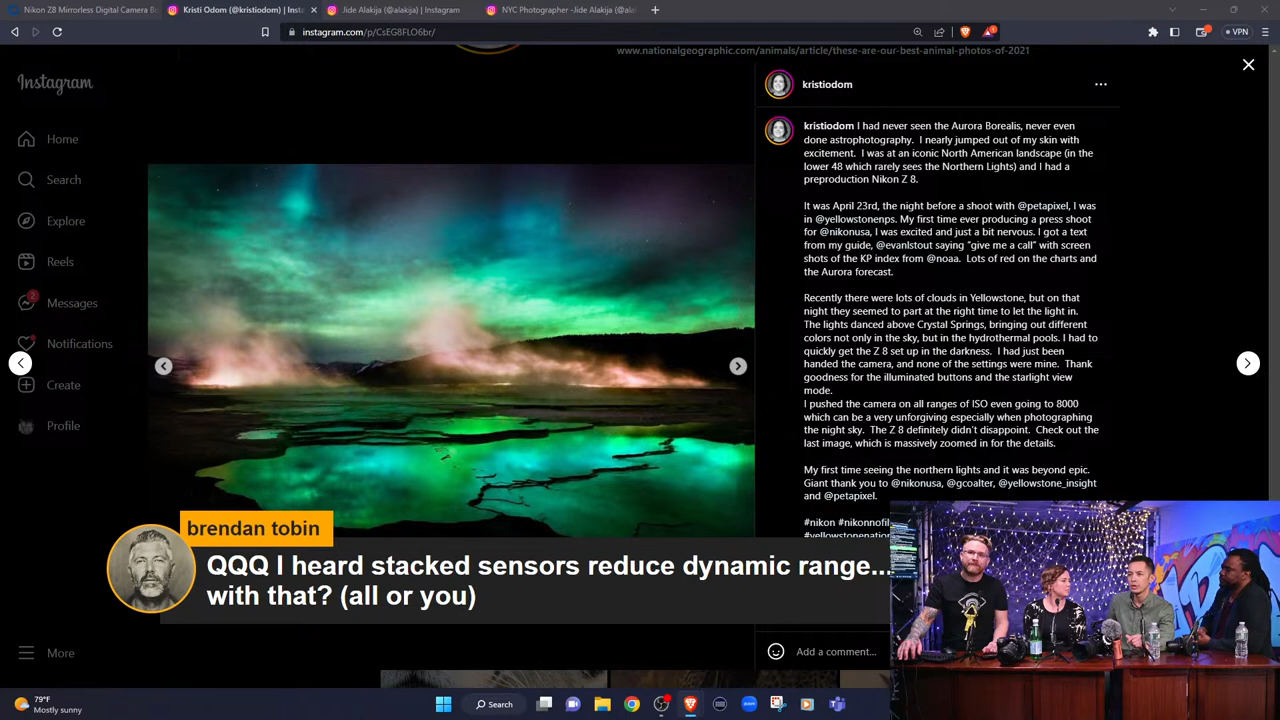 Nikon Z8 Mirrorless Digital Camera B
Kristi Odom (@kristiodom) | Inst
Jide Alakija (@alakija) | Instagram
NYC Photographer -Jide Alakija (@ala
instagram.com/p/CsEG8FLO6br/
VPN
www.nationalgeographic.com/animals/article/these-are-our-best-animal-photos-of-2021
Instagram
Home
Search
Explore
Reels
2
Messages
Notifications
Create
Profile
More
kristiodom
kristiodom I had never seen the Aurora Borealis, never even
done astrophotography. I nearly jumped out of my skin with
excitement. I was at an iconic North American landscape (in the
lower 48 which rarely sees the Northern Lights) and I had a
preproduction Nikon Z 8.
It was April 23rd, the night before a shoot with @petapixel, I was
in @yellowstonenps. My first time ever producing a press shoot
for @nikonusa, I was excited and just a bit nervous. I got a text
from my guide, @evanlstout saying “give me a call” with screen
shots of the KP index from @noaa. Lots of red on the charts and
the Aurora forecast.
Recently there were lots of clouds in Yellowstone, but on that
night they seemed to part at the right time to let the light in.
The lights danced above Crystal Springs, bringing out different
colors not only in the sky, but in the hydrothermal pools. I had to
quickly get the Z 8 set up in the darkness. I had just been
handed the camera, and none of the settings were mine. Thank
goodness for the illuminated buttons and the starlight view
mode.
I pushed the camera on all ranges of ISO even going to 8000
which can be a very unforgiving especially when photographing
the night sky. The Z 8 definitely didn't disappoint. Check out the
last image, which is massively zoomed in for the details.
My first time seeing the northern lights and it was beyond epic.
Giant thank you to @nikonusa, @gcoalter, @yellowstone_insight
and @petapixel.
#nikon #nikonnofil
#yellowstonenation
Add a comment...
brendan tobin
QQQ I heard stacked sensors reduce dynamic range...
with that? (all or you)
79°F
Mostly sunny
Search